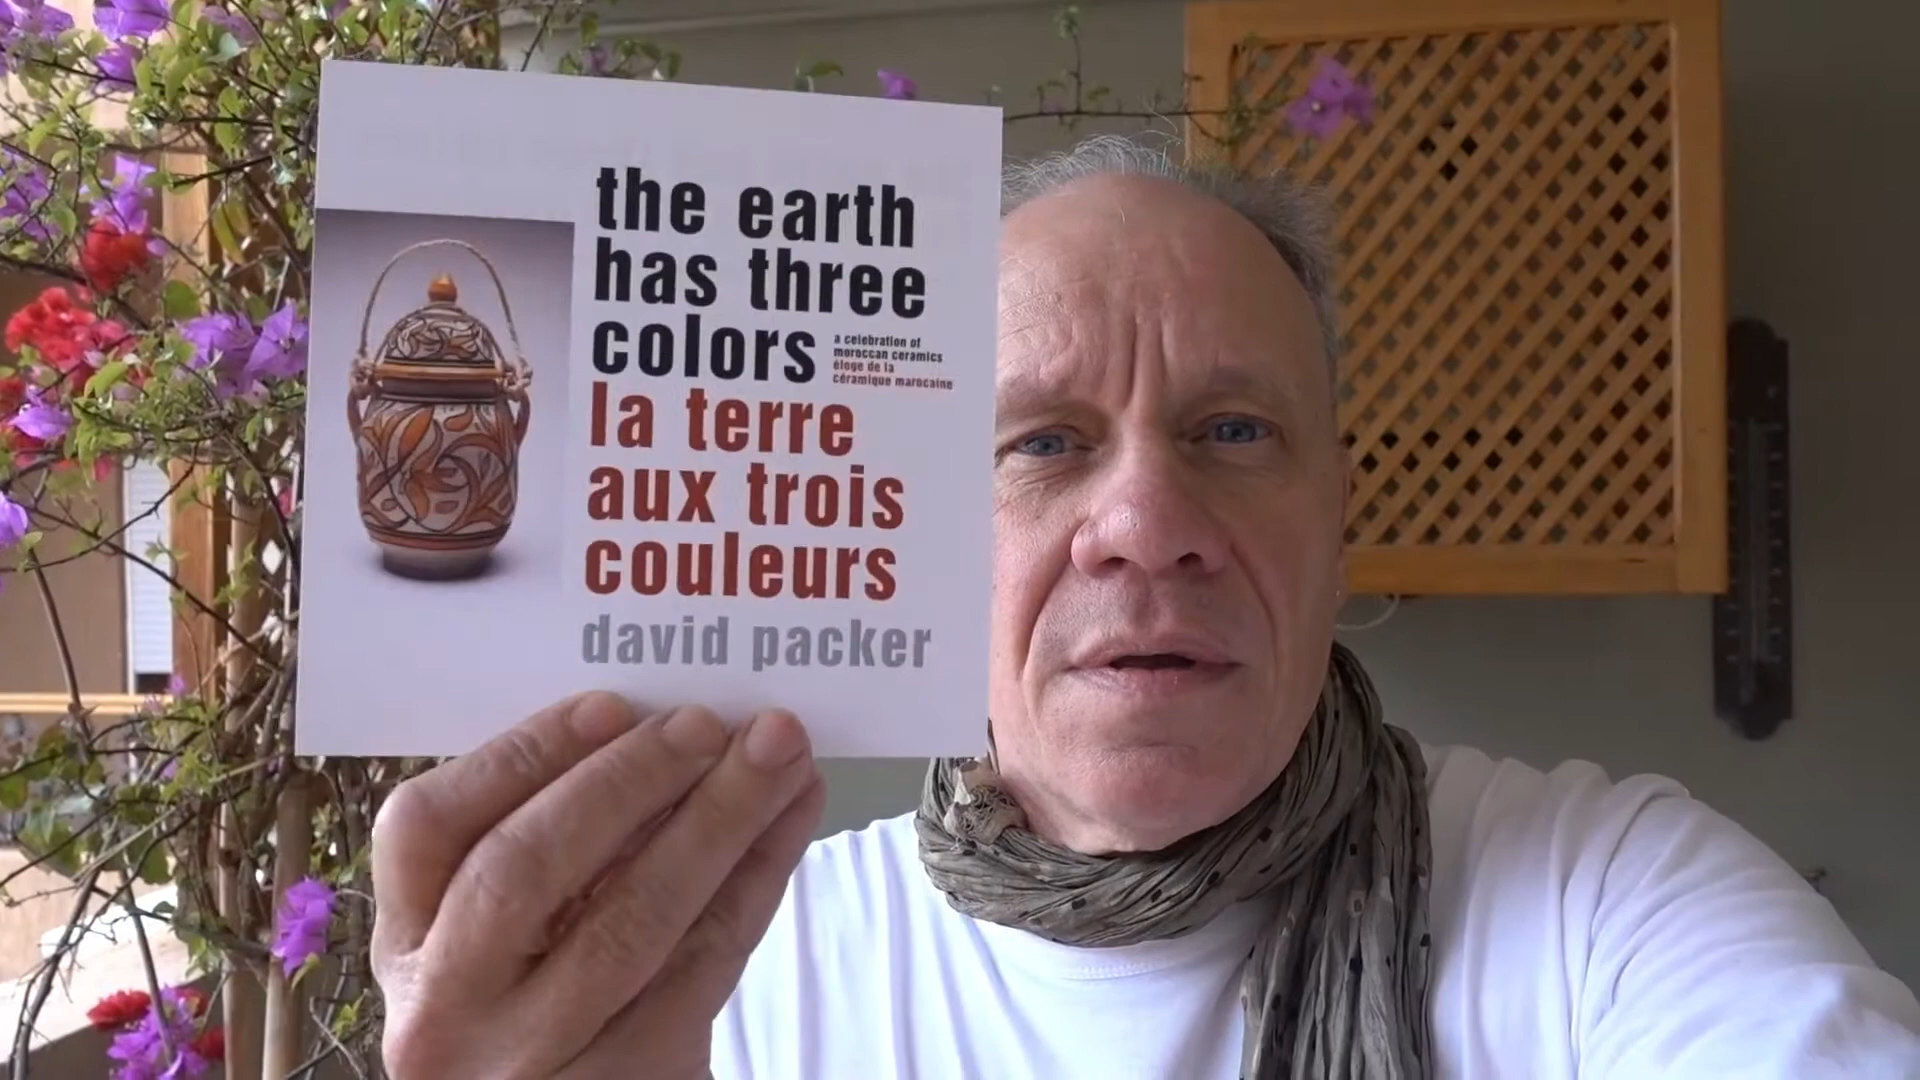 the earth
has three
colors
a celebration of
moroccan ceramics
éloge de la
céramique marocaine
la terre
aux trois
couleurs
david packer